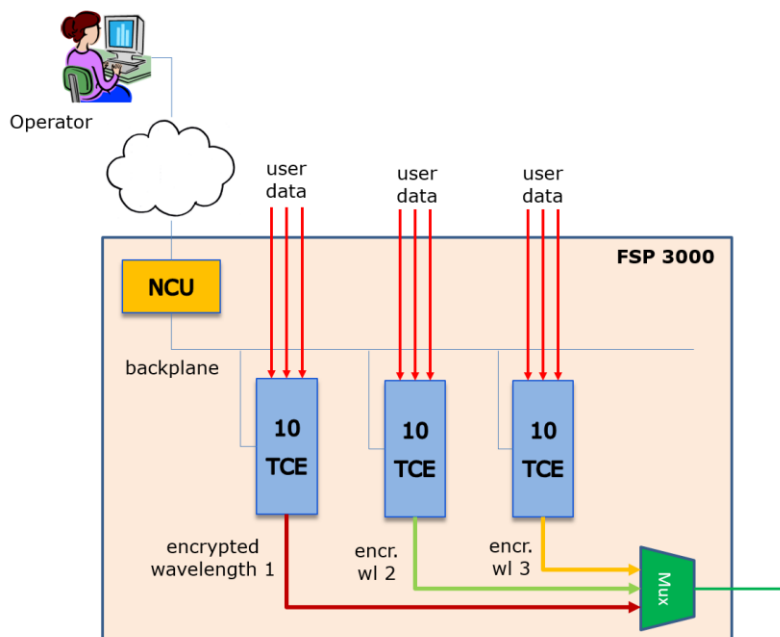 Operator
user
data
user
data
user
data
FSP 3000
NCU
backplane
10
TCE
10
TCE
10
TCE
encrypted
wavelength 1
encr.
wl 2
encr.
wl 3
Mux